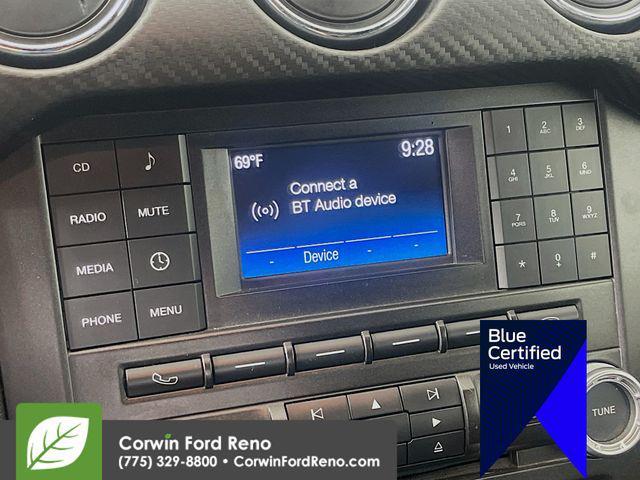 69°F 9:28
Connect a
BT Audio device
- Device - -
CD
RADIO MUTE
MEDIA
PHONE MENU
1 2 ABC 3 DEF
4 GHI 5 JKL 6 MNO
7 PQRS 8 TUV 9 WXYZ
* 0 + #
TUNE
Blue
Certified
Used Vehicle
Corwin Ford Reno
(775) 329-8800 • CorwinFordReno.com